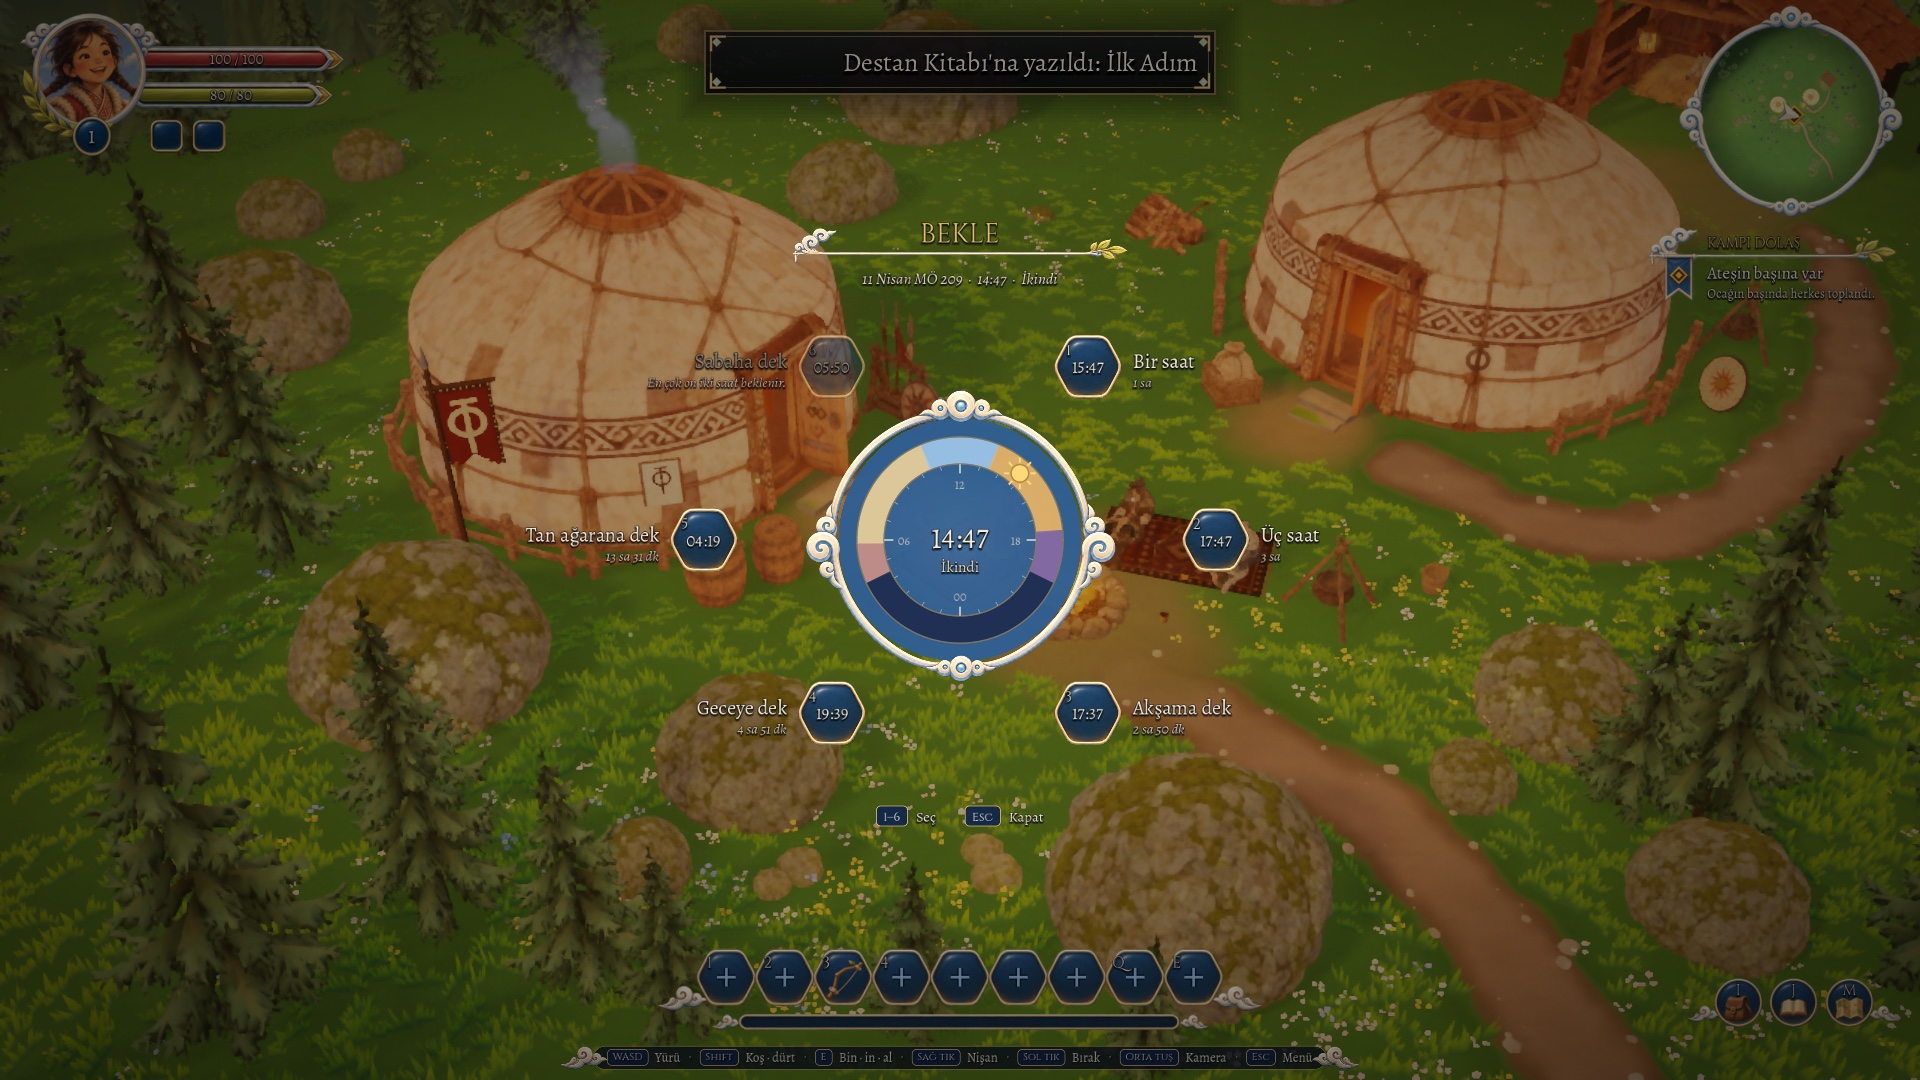 100 / 100
80 / 80
1
Destan Kitabı'na yazıldı: İlk Adım
BEKLE
11 Nisan MÖ 209 · 14:47 · İkindi
KAMPI DOLAŞ
Ateşin başına var
Ocağın başında herkes toplandı.
Sabaha dek
En çok on iki saat beklenir.
6
05:50
1
15:47
Bir saat
1 sa
Tan ağarana dek
13 sa 31 dk
5
04:19
12
06
18
00
14:47
İkindi
2
17:47
Üç saat
3 sa
Geceye dek
4 sa 51 dk
4
19:39
3
17:37
Akşama dek
2 sa 50 dk
1–6 Seç
ESC Kapat
1
2
3
4
Q
E
I
J
M
WASD Yürü · SHIFT Koş · dürt · E Bin · in · al · SAĞ TIK Nişan · SOL TIK Bırak · ORTA TUŞ Kamera · ESC Menü